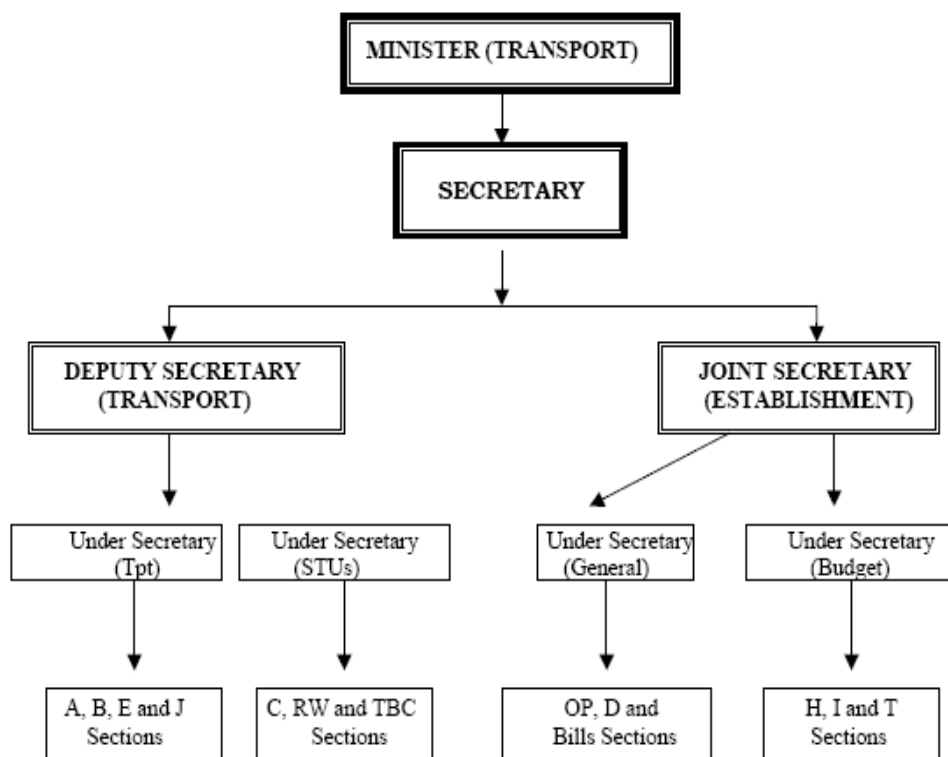 MINISTER (TRANSPORT)
SECRETARY
DEPUTY SECRETARY
(TRANSPORT)
JOINT SECRETARY
(ESTABLISHMENT)
Under Secretary
(Tpt)
Under Secretary
(STUs)
Under Secretary
(General)
Under Secretary
(Budget)
A, B, E and J
Sections
C, RW and TBC
Sections
OP, D and
Bills Sections
H, I and T
Sections